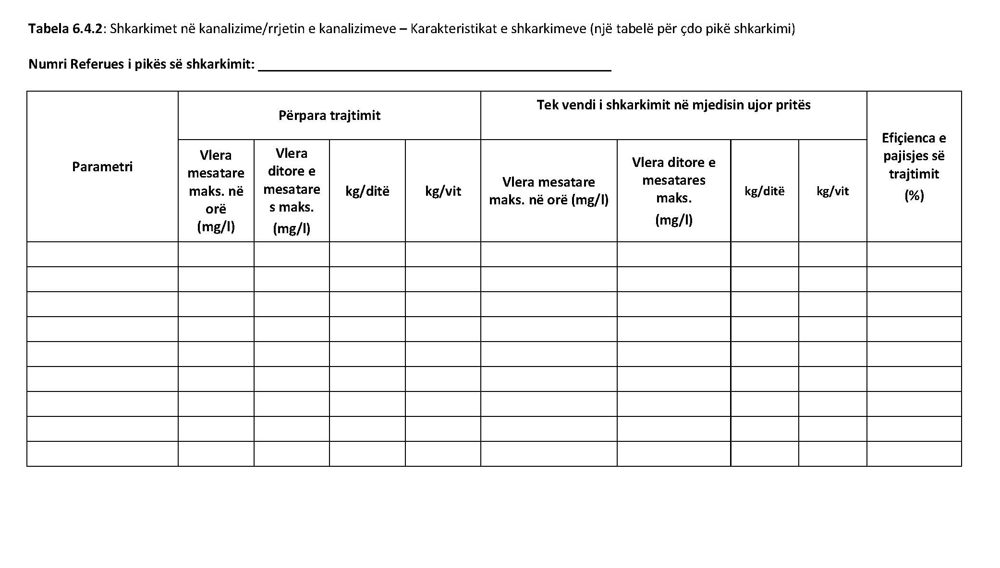 Tabela 6.4.2: Shkarkimet në kanalizime/rrjetin e kanalizimeve – Karakteristikat e shkarkimeve (një tabelë për çdo pikë shkarkimi)
Numri Referues i pikës së shkarkimit: ___________________________________________
Parametri
Përpara trajtimit
Tek vendi i shkarkimit në mjedisin ujor pritës
Efiçienca e
pajisjes së
trajtimit
(%)
Vlera
mesatare
maks. në
orë
(mg/l)
Vlera
ditore e
mesatare
s maks.
(mg/l)
kg/ditë
kg/vit
Vlera mesatare
maks. në orë (mg/l)
Vlera ditore e
mesatares
maks.
(mg/l)
kg/ditë
kg/vit